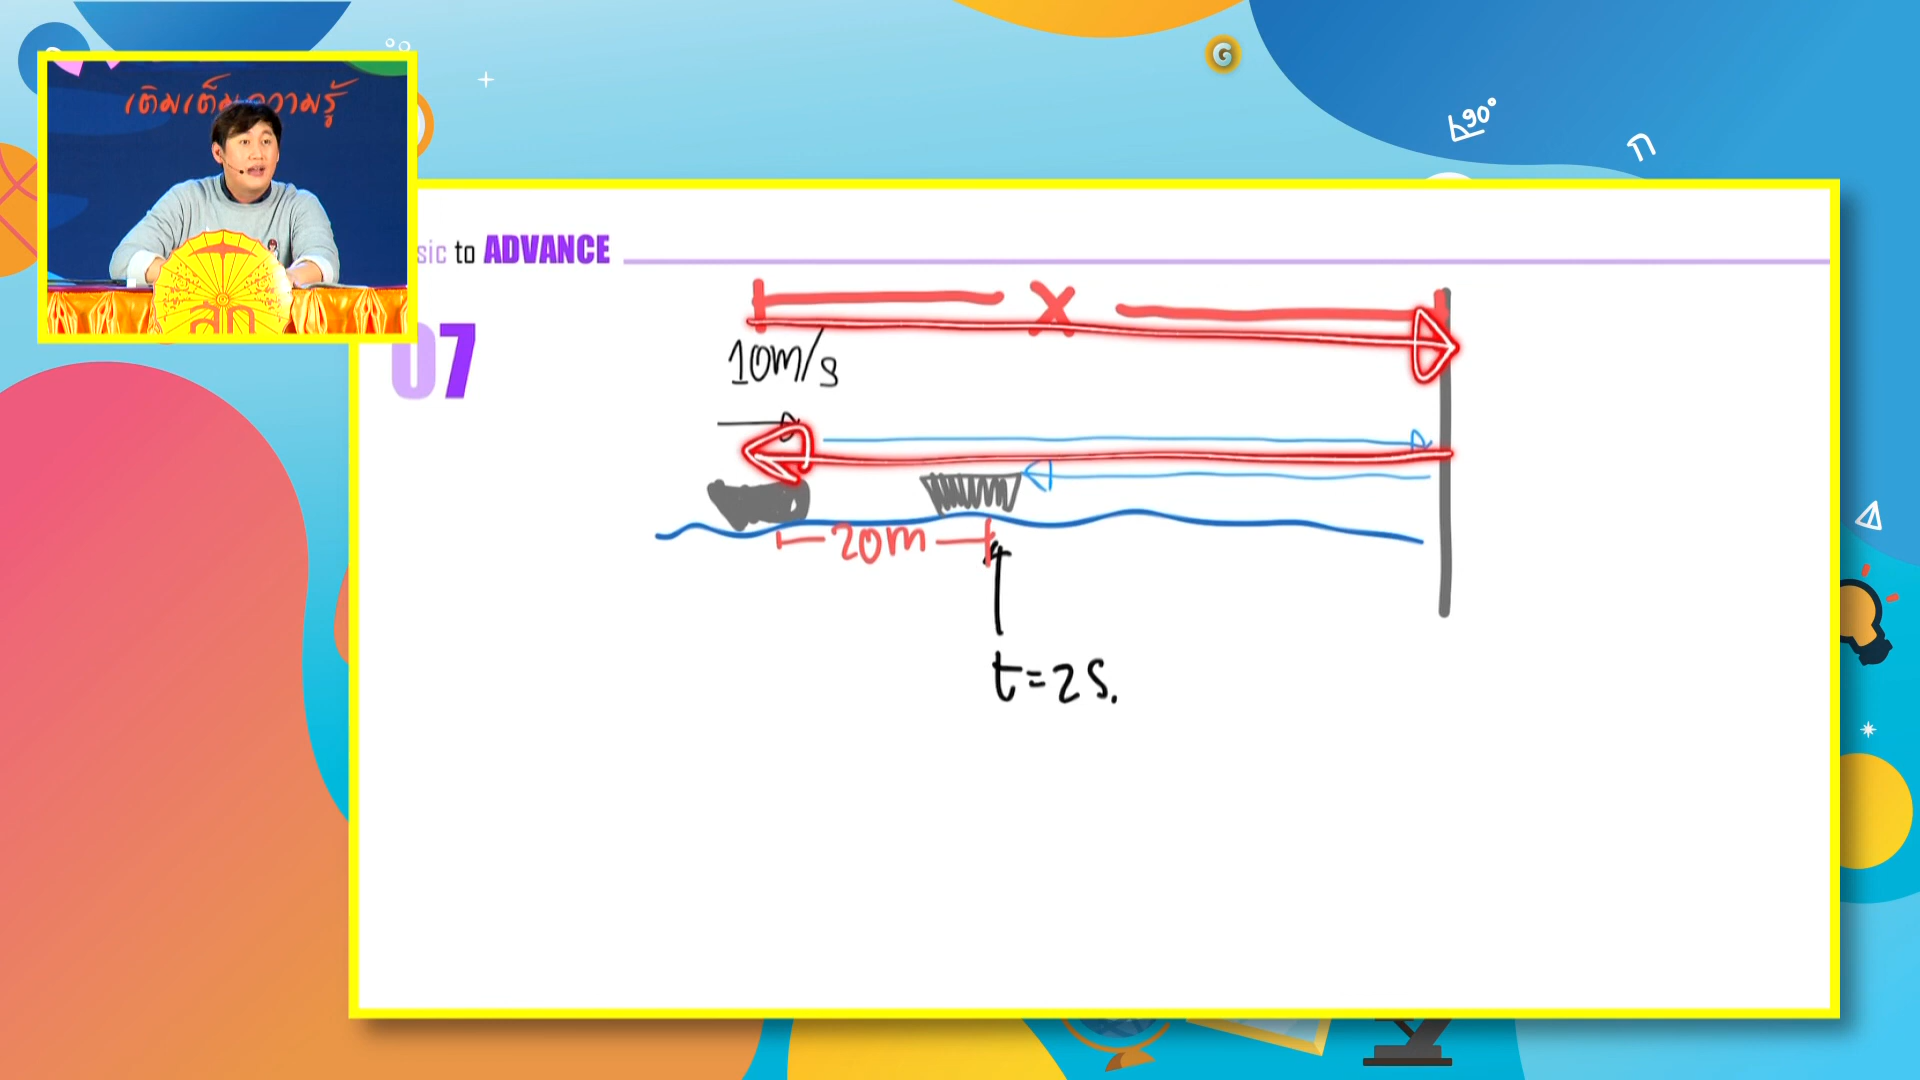 เติมเต็มความรู้
สกุ
G
90°
ก
sic to ADVANCE
07
X
10m/s
20m
t=2s.